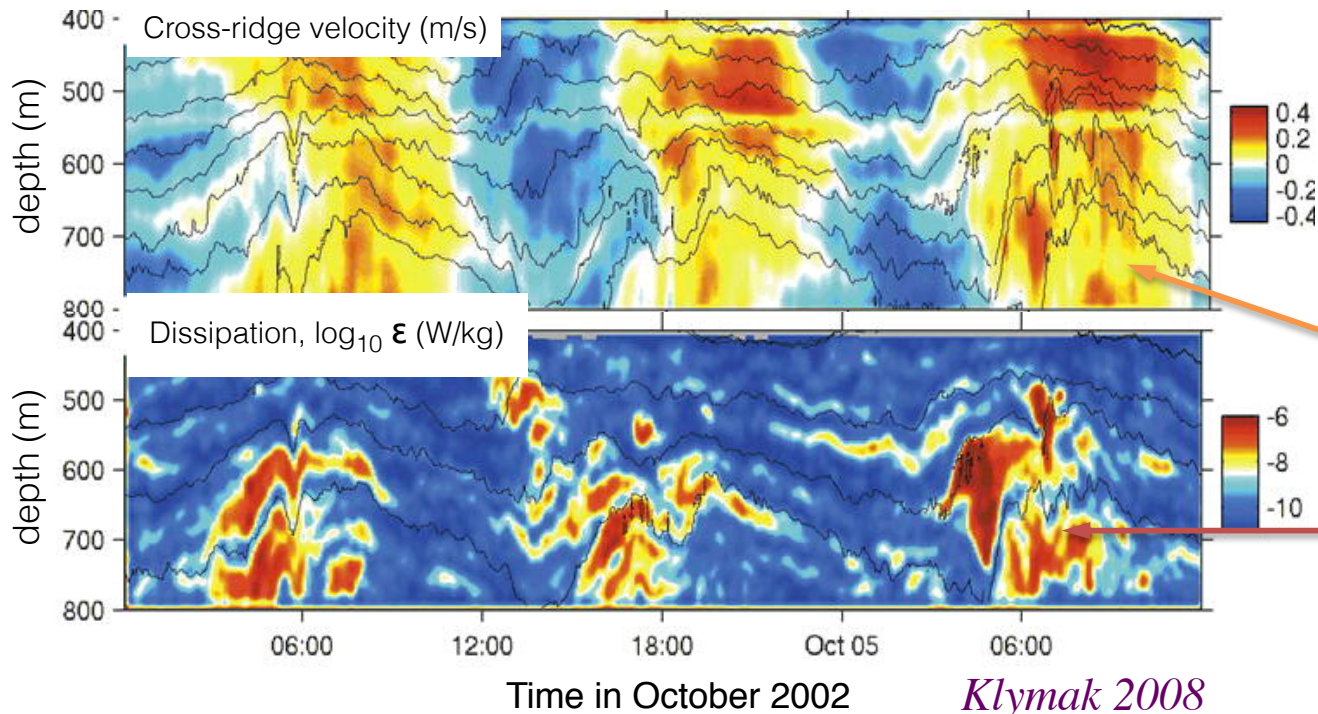 Cross-ridge velocity (m/s)
depth (m)
400
500
600
700
800
0.4
0.2
0
-0.2
-0.4
Dissipation, log10 ε (W/kg)
depth (m)
400
500
600
700
800
-6
-8
-10
06:00 12:00 18:00 Oct 05 06:00
Time in October 2002
Klymak 2008